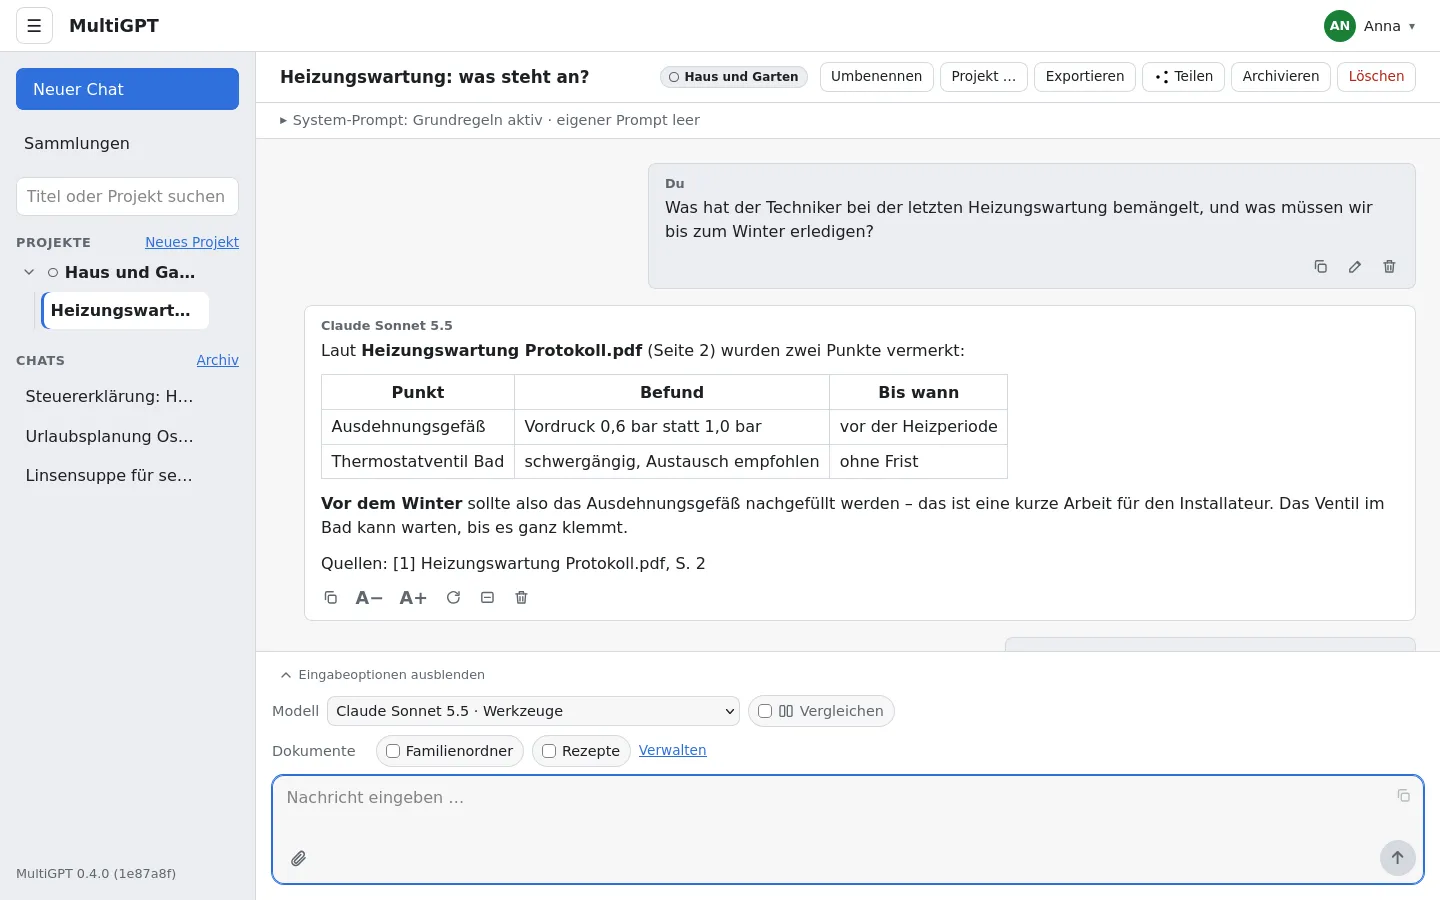 ☰ MultiGPT
AN Anna ▾
Neuer Chat
Sammlungen
Titel oder Projekt suchen
PROJEKTE Neues Projekt
Haus und Ga…
Heizungswart…
CHATS Archiv
Steuererklärung: H…
Urlaubsplanung Os…
Linsensuppe für se…
MultiGPT 0.4.0 (1e87a8f)
Heizungswartung: was steht an? Haus und Garten Umbenennen Projekt … Exportieren Teilen Archivieren Löschen
▸ System-Prompt: Grundregeln aktiv · eigener Prompt leer
Du
Was hat der Techniker bei der letzten Heizungswartung bemängelt, und was müssen wir
bis zum Winter erledigen?
Claude Sonnet 5.5
Laut Heizungswartung Protokoll.pdf (Seite 2) wurden zwei Punkte vermerkt:
Punkt Befund Bis wann
Ausdehnungsgefäß Vordruck 0,6 bar statt 1,0 bar vor der Heizperiode
Thermostatventil Bad schwergängig, Austausch empfohlen ohne Frist
Vor dem Winter sollte also das Ausdehnungsgefäß nachgefüllt werden – das ist eine kurze Arbeit für den Installateur. Das Ventil im
Bad kann warten, bis es ganz klemmt.
Quellen: [1] Heizungswartung Protokoll.pdf, S. 2
A− A+
Eingabeoptionen ausblenden
Modell Claude Sonnet 5.5 · Werkzeuge Vergleichen
Dokumente Familienordner Rezepte Verwalten
Nachricht eingeben …